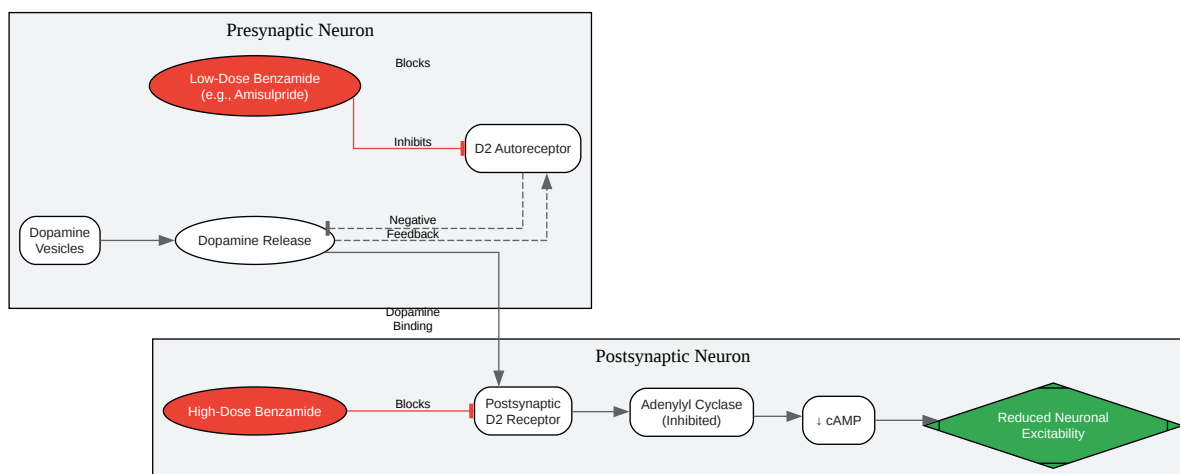 Presynaptic Neuron
Blocks
Low-Dose Benzamide
(e.g., Amisulpride)
Inhibits
D2 Autoreceptor
Negative
Feedback
Dopamine
Vesicles
Dopamine Release
Dopamine
Binding
Postsynaptic Neuron
High-Dose Benzamide
Blocks
Postsynaptic
D2 Receptor
Adenylyl Cyclase
(Inhibited)
↓ cAMP
Reduced Neuronal
Excitability